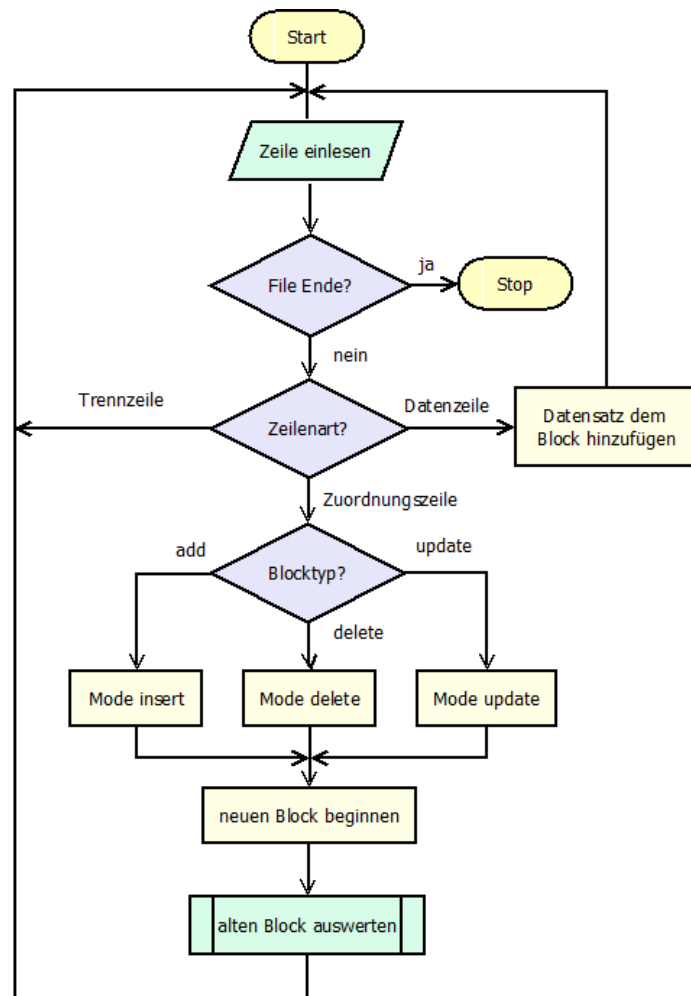 Start
Zeile einlesen
File Ende?
ja
Stop
nein
Trennzeile
Zeilenart?
Datenzeile
Datensatz dem
Block hinzufügen
Zuordnungszeile
add
Blocktyp?
update
delete
Mode insert
Mode delete
Mode update
neuen Block beginnen
alten Block auswerten